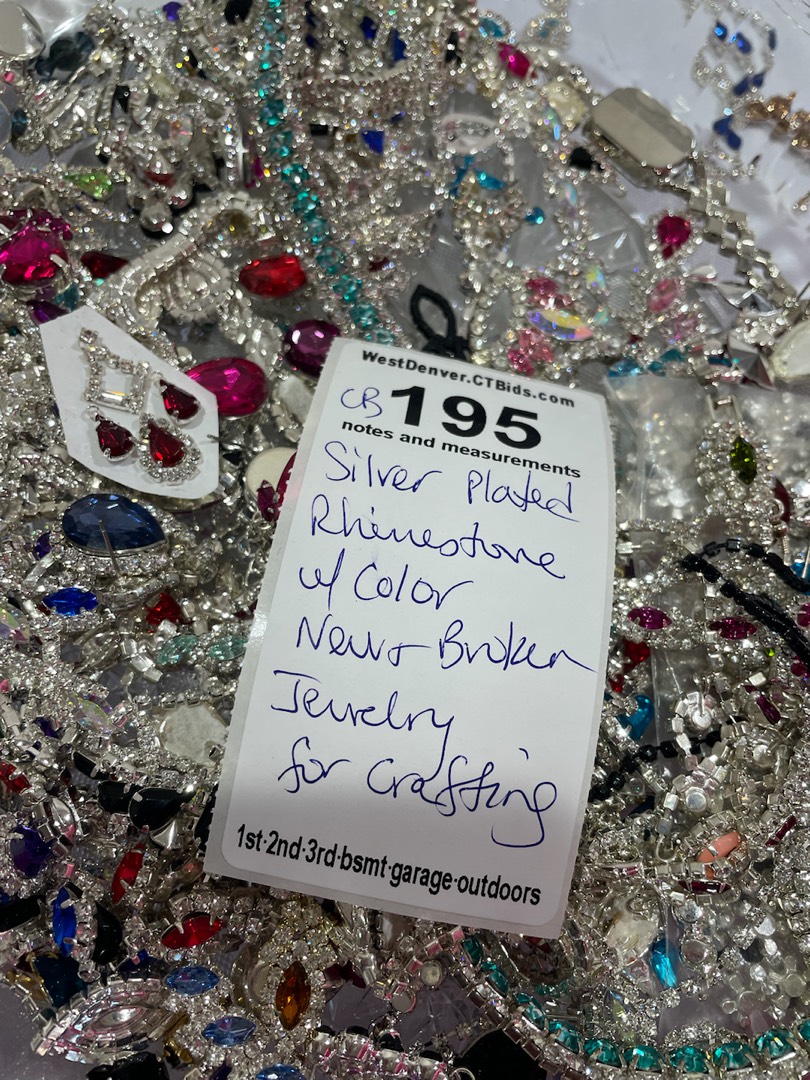 WestDenver.CTBids.com
CB 195
notes and measurements
Silver Plated
Rhinestone
w/ Color
New + Broken
Jewelry
for crafting
1st·2nd·3rd·bsmt·garage·outdoors